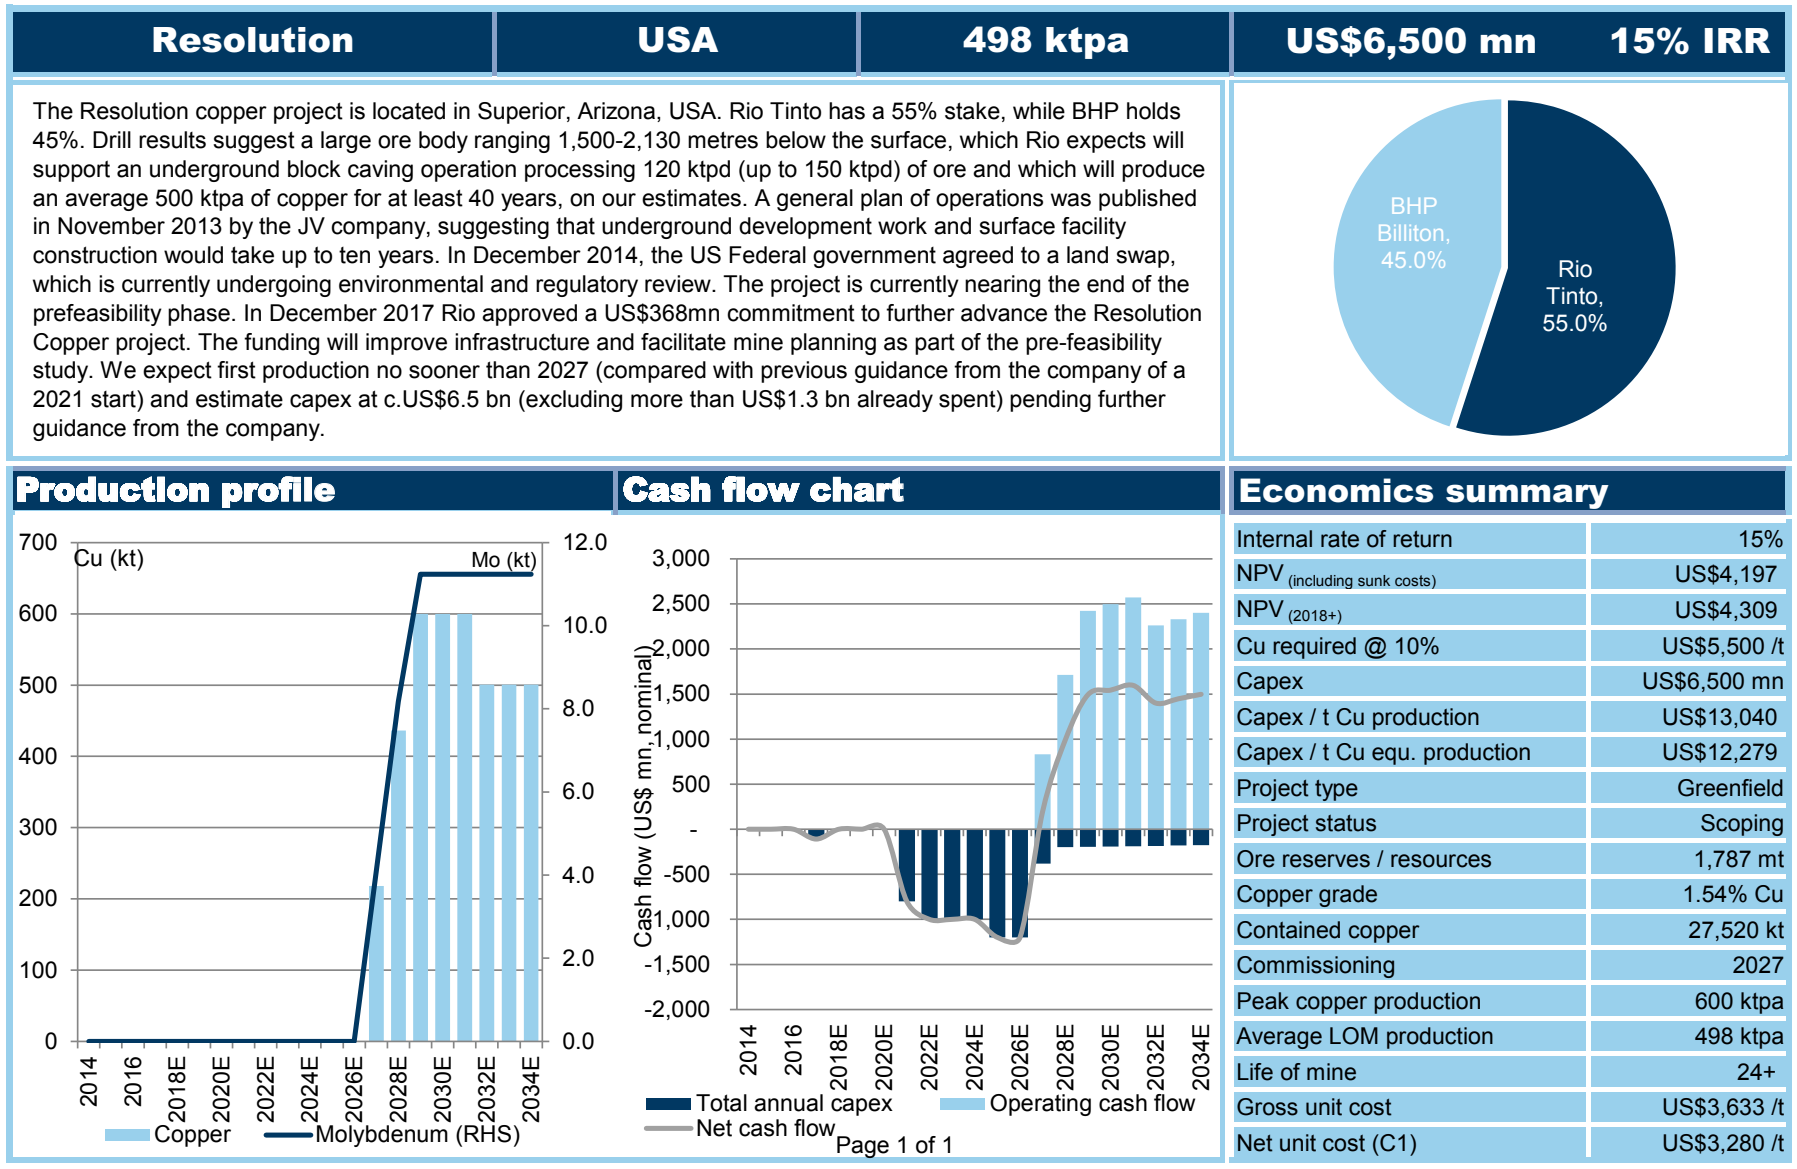 Resolution
USA
498 ktpa
US$6,500 mn
15% IRR
The Resolution copper project is located in Superior, Arizona, USA. Rio Tinto has a 55% stake, while BHP holds
45%. Drill results suggest a large ore body ranging 1,500-2,130 metres below the surface, which Rio expects will
support an underground block caving operation processing 120 ktpd (up to 150 ktpd) of ore and which will produce
an average 500 ktpa of copper for at least 40 years, on our estimates. A general plan of operations was published
in November 2013 by the JV company, suggesting that underground development work and surface facility
construction would take up to ten years. In December 2014, the US Federal government agreed to a land swap,
which is currently undergoing environmental and regulatory review. The project is currently nearing the end of the
prefeasibility phase. In December 2017 Rio approved a US$368mn commitment to further advance the Resolution
Copper project. The funding will improve infrastructure and facilitate mine planning as part of the pre-feasibility
study. We expect first production no sooner than 2027 (compared with previous guidance from the company of a
2021 start) and estimate capex at c.US$6.5 bn (excluding more than US$1.3 bn already spent) pending further
guidance from the company.
BHP
Billiton,
45.0%
Rio
Tinto,
55.0%
Production profile
700
600
500
400
300
200
100
0
Cu (kt)
Mo (kt)
12.0
10.0
8.0
6.0
4.0
2.0
0.0
2014
2016
2018E
2020E
2022E
2024E
2026E
2028E
2030E
2032E
2034E
Copper
Molybdenum (RHS)
Cash flow chart
Cash flow (US$ mn, nominal)
3,000
2,500
2,000
1,500
1,000
500
-
-500
-1,000
-1,500
-2,000
2014
2016
2018E
2020E
2022E
2024E
2026E
2028E
2030E
2032E
2034E
Total annual capex
Operating cash flow
Net cash flow
Page 1 of 1
Economics summary
Internal rate of return 15%
NPV (including sunk costs) US$4,197
NPV (2018+) US$4,309
Cu required @ 10% US$5,500 /t
Capex US$6,500 mn
Capex / t Cu production US$13,040
Capex / t Cu equ. production US$12,279
Project type Greenfield
Project status Scoping
Ore reserves / resources 1,787 mt
Copper grade 1.54% Cu
Contained copper 27,520 kt
Commissioning 2027
Peak copper production 600 ktpa
Average LOM production 498 ktpa
Life of mine 24+
Gross unit cost US$3,633 /t
Net unit cost (C1) US$3,280 /t